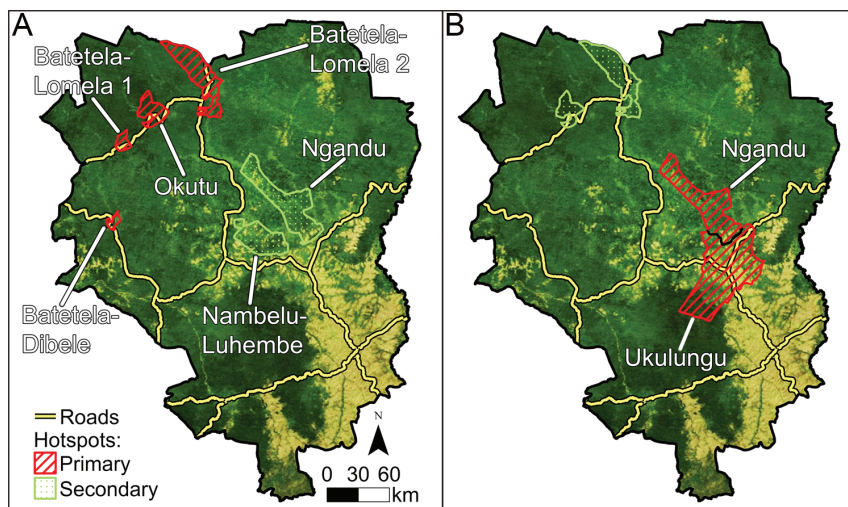 A
Batetela-
Lomela 1
Batetela-
Lomela 2
Okutu
Ngandu
Batetela-
Dibele
Nambelu-
Luhembe
Roads
Hotspots:
Primary
Secondary
N
0 30 60
km
B
Ngandu
Ukulungu